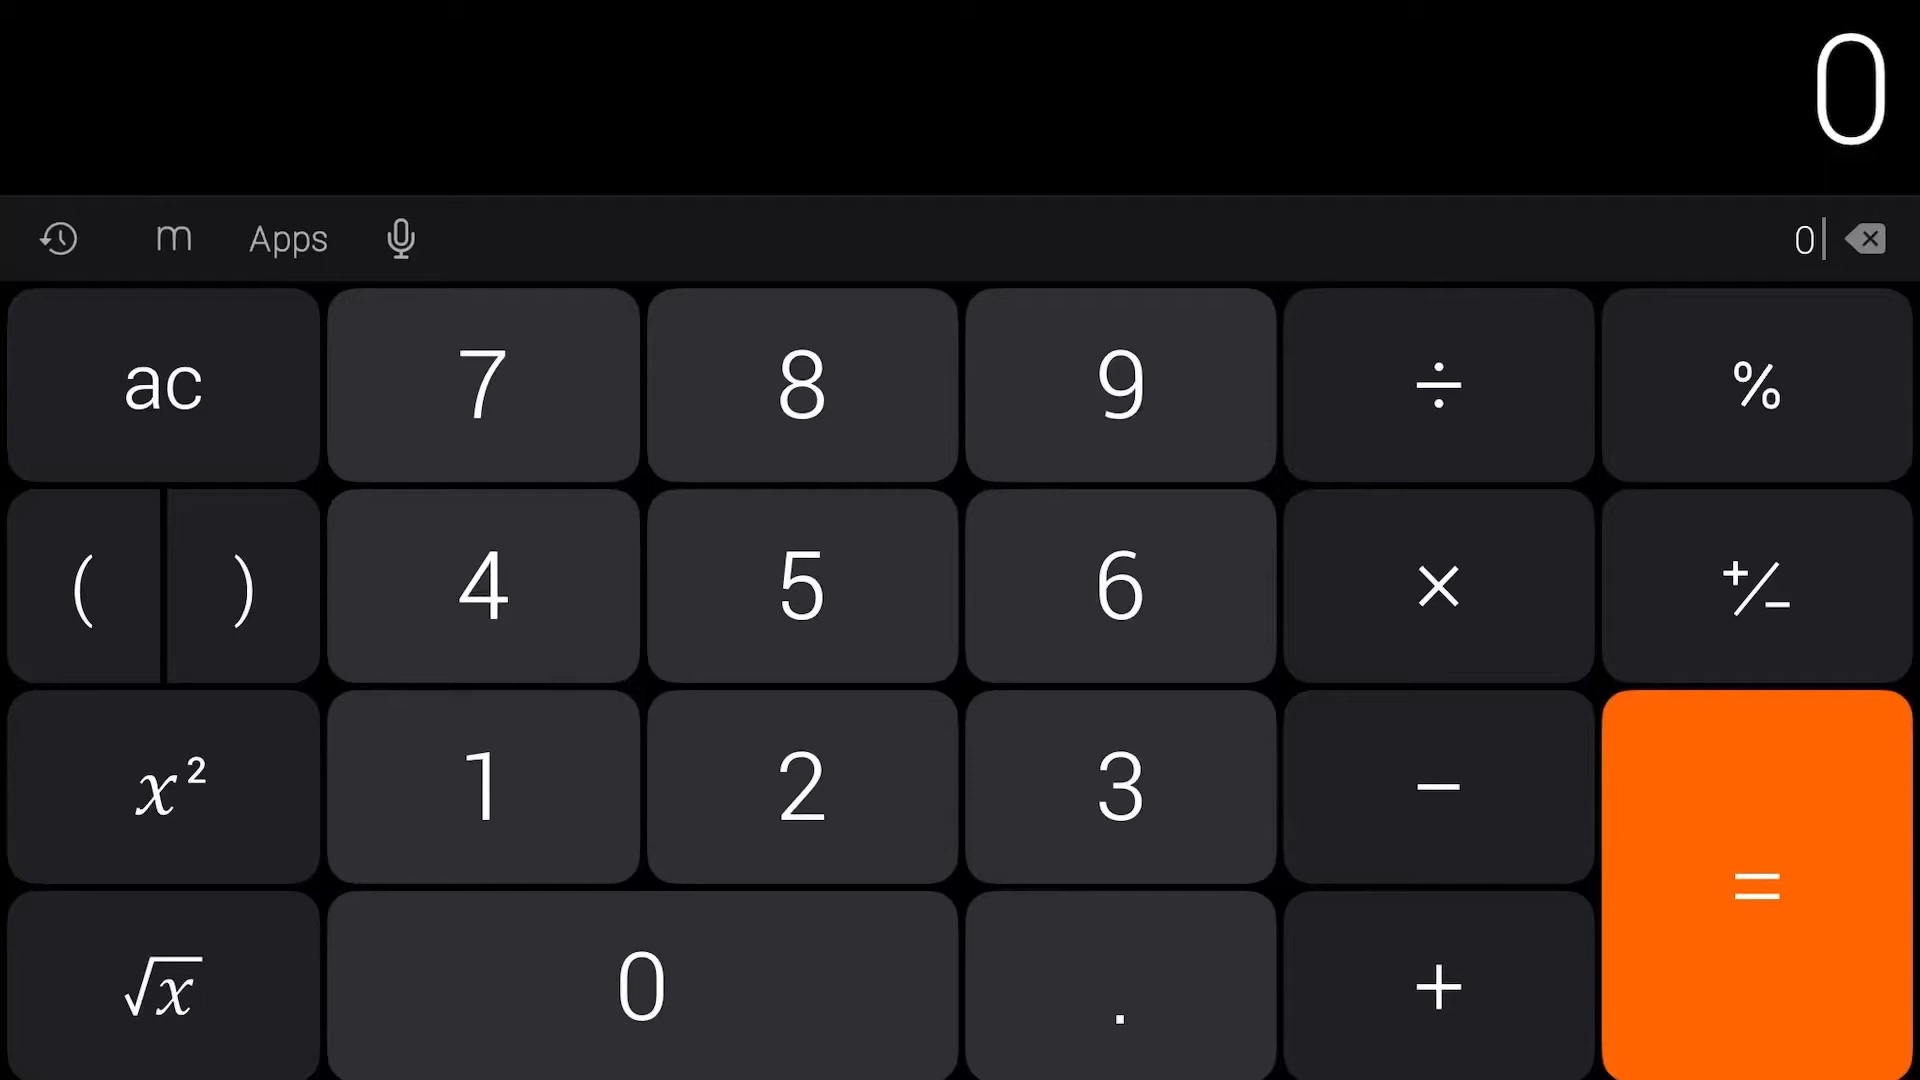 0
m Apps 0
ac 7 8 9 ÷ %
( ) 4 5 6 × +/−
x² 1 2 3 − =
√x 0 . +